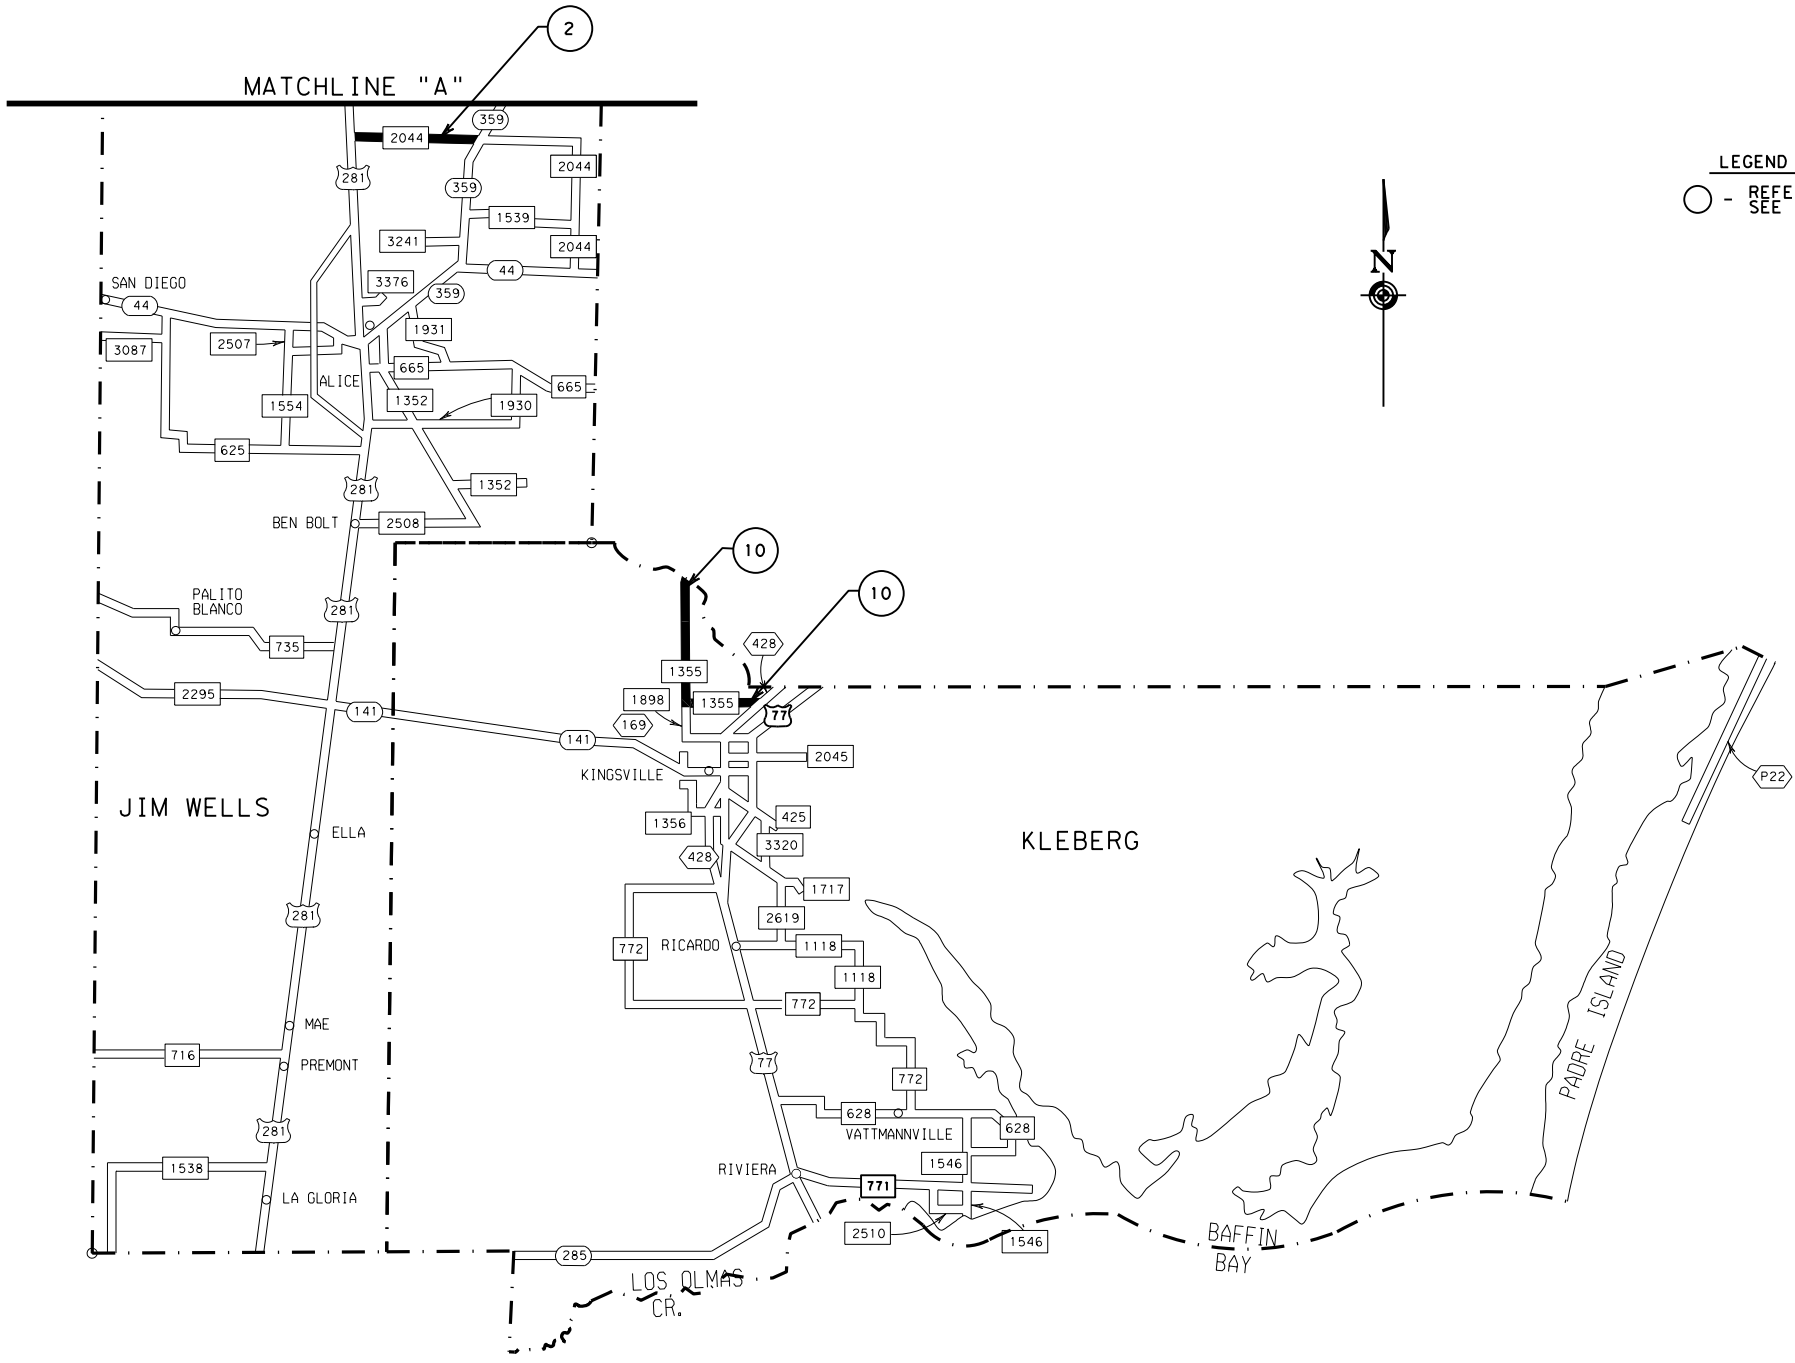 2
MATCHLINE "A"
359
2044
LEGEND
2044
281
359
REFE
SEE
1539
3241
2044
N
44
SAN DIEGO
3376
44
359
1931
2507
3087
665
ALICE
665
1352
1554
1930
625
1352
281
BEN BOLT
2508
10
10
PALITO
BLANCO
281
428
735
1355
2295
1898
1355
141
77
169
141
2045
KINGSVILLE
P22
JIM WELLS
425
1356
ELLA
3320
KLEBERG
428
1717
281
2619
772
RICARDO
1118
1118
PADRE ISLAND
772
MAE
716
PREMONT
77
772
628
281
VATTMANNVILLE
628
1546
1538
RIVIERA
771
LA GLORIA
2510
1546
BAFFIN
BAY
285
LOS OLMAS
CR.